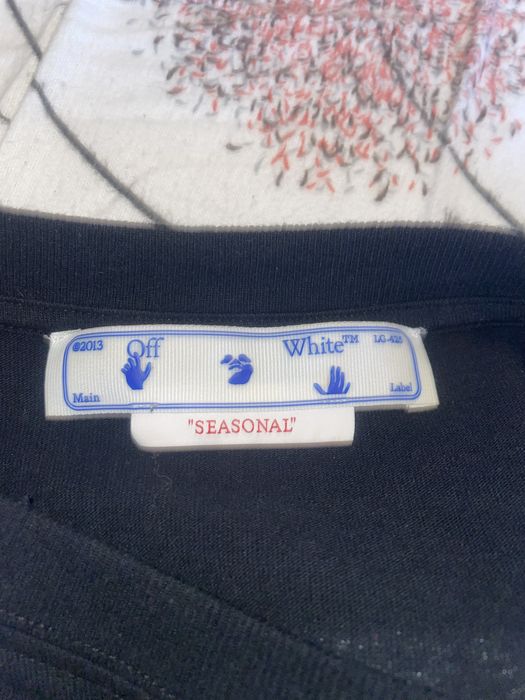 ©2013 Off White™ LG-425
Main Label
"SEASONAL"